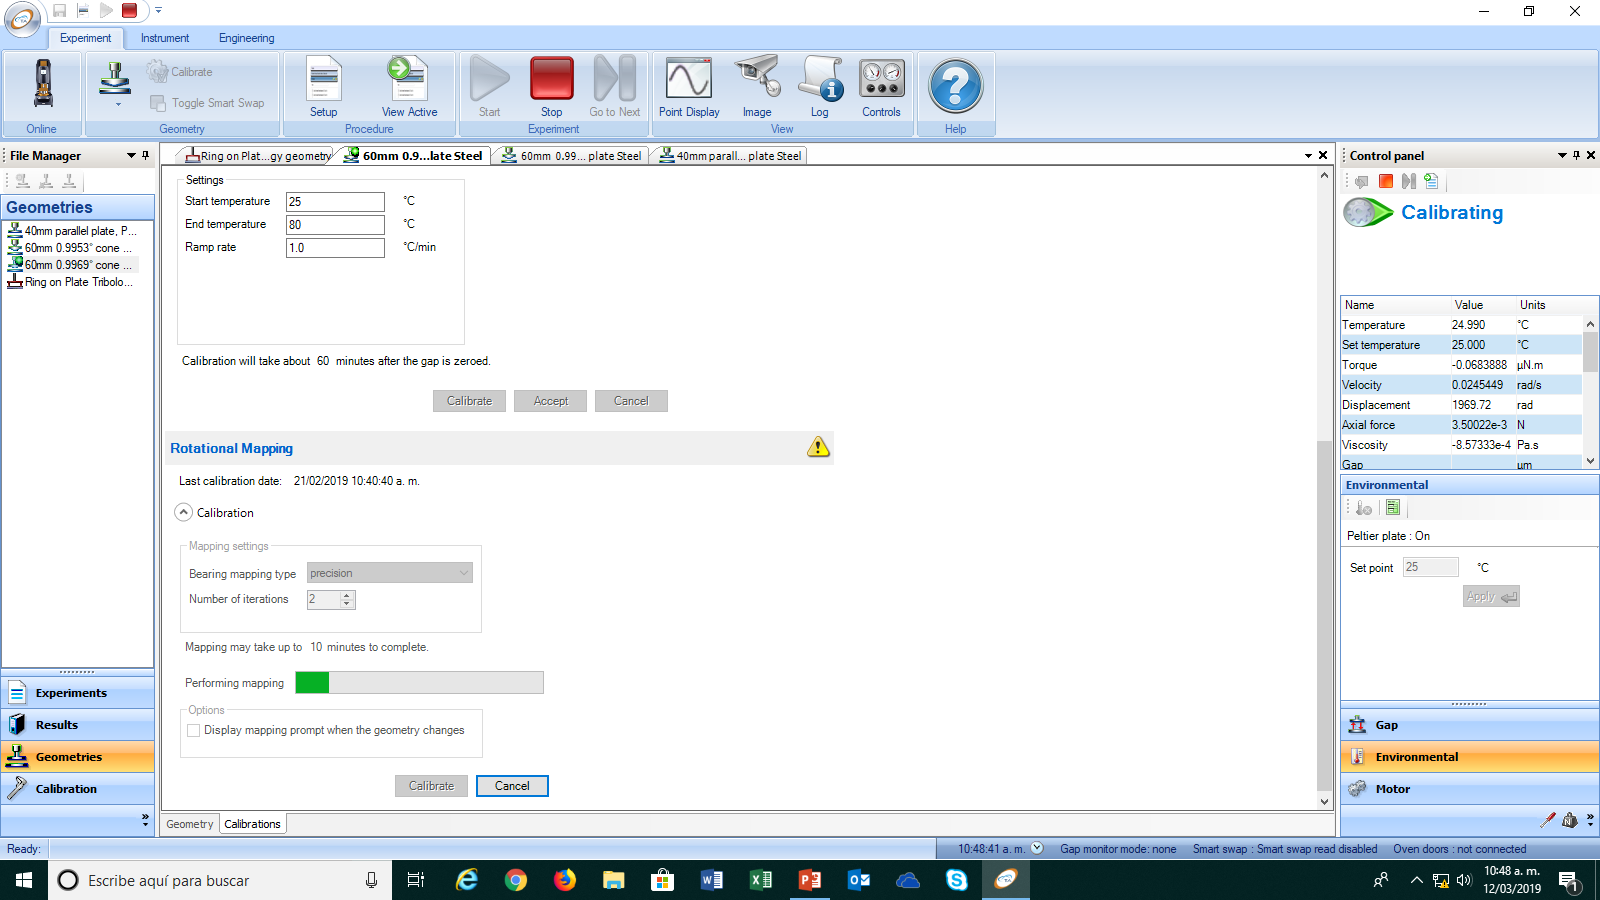 Experiment
Instrument
Engineering
Online
Calibrate
Toggle Smart Swap
Geometry
Setup
View Active
Procedure
Start
Stop
Go to Next
Experiment
Point Display
Image
Log
Controls
View
Help
File Manager
Geometries
40mm parallel plate, P...
60mm 0.9953° cone ...
60mm 0.9969° cone ...
Ring on Plate Tribolo...
Experiments
Results
Geometries
Calibration
Ring on Plat...gy geometry
60mm 0.9...late Steel
60mm 0.99... plate Steel
40mm parall... plate Steel
Settings
Start temperature 25 °C
End temperature 80 °C
Ramp rate 1.0 °C/min
Calibration will take about 60 minutes after the gap is zeroed.
Calibrate Accept Cancel
Rotational Mapping
Last calibration date: 21/02/2019 10:40:40 a. m.
Calibration
Mapping settings
Bearing mapping type precision
Number of iterations 2
Mapping may take up to 10 minutes to complete.
Performing mapping
Options
Display mapping prompt when the geometry changes
Calibrate Cancel
Geometry Calibrations
Control panel
Calibrating
Name Value Units
Temperature 24.990 °C
Set temperature 25.000 °C
Torque -0.0683888 µN.m
Velocity 0.0245449 rad/s
Displacement 1969.72 rad
Axial force 3.50022e-3 N
Viscosity -8.57333e-4 Pa.s
Gap µm
Environmental
Peltier plate : On
Set point 25 °C
Apply
Gap
Environmental
Motor
Ready:
10:48:41 a. m.
Gap monitor mode: none
Smart swap : Smart swap read disabled
Oven doors : not connected
Escribe aquí para buscar
10:48 a. m.
12/03/2019
1